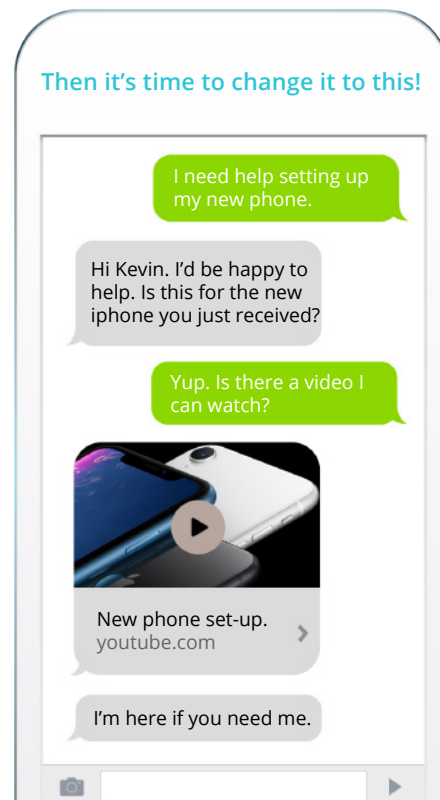 Then it's time to change it to this!
I need help setting up
my new phone.
Hi Kevin. I'd be happy to
help. Is this for the new
iphone you just received?
Yup. Is there a video I
can watch?
New phone set-up.
youtube.com
I'm here if you need me.